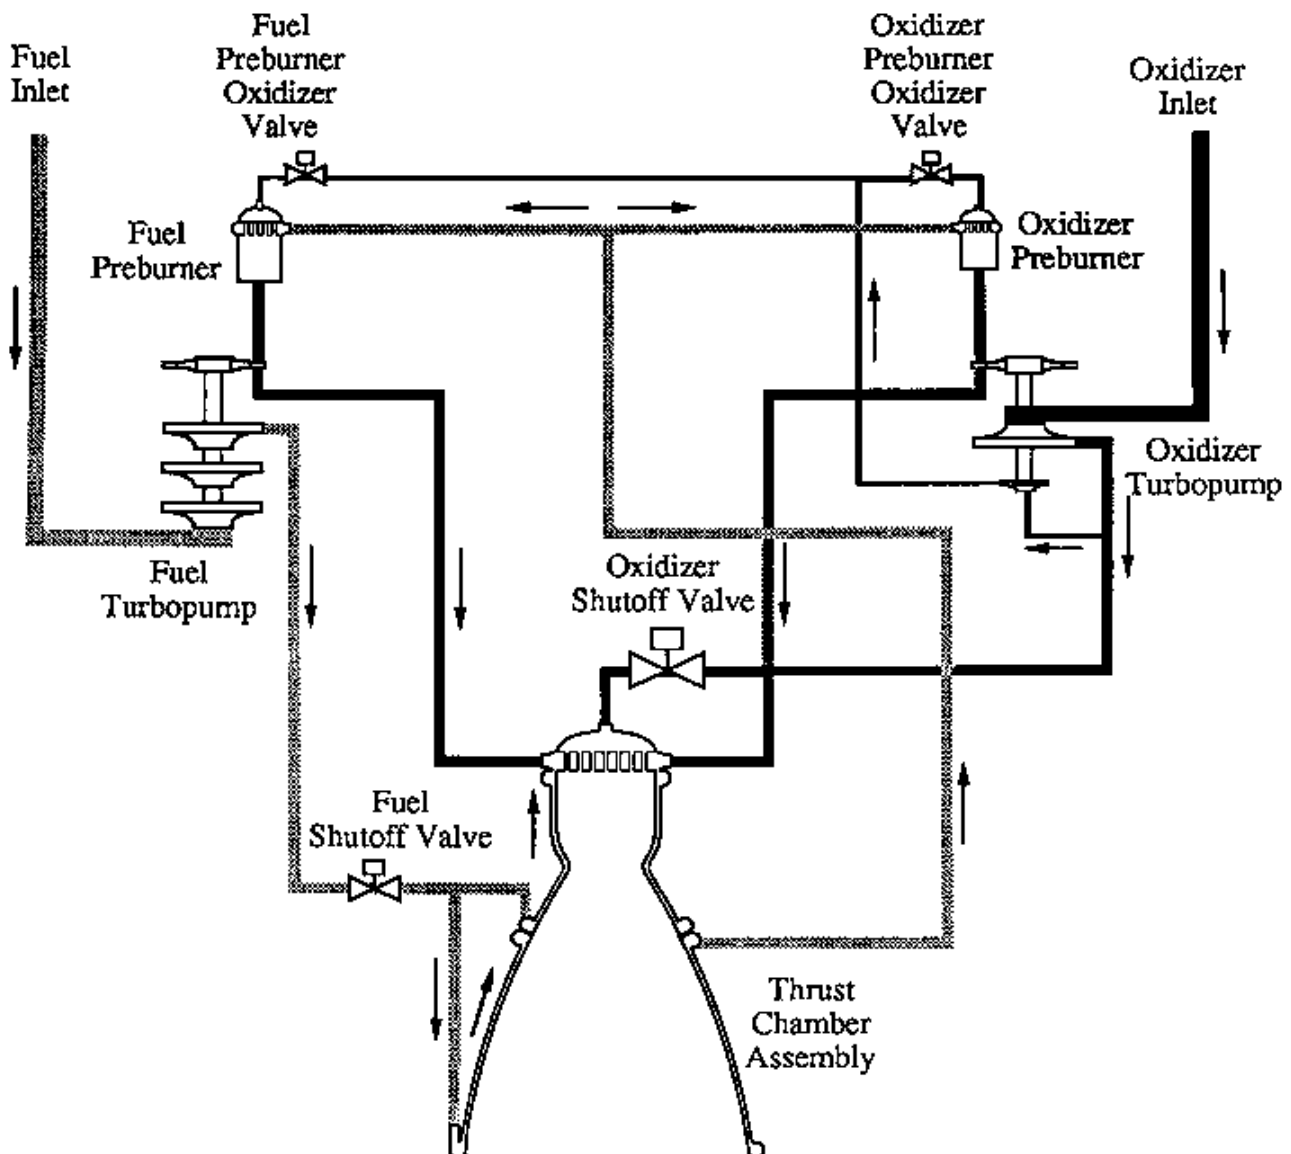 Fuel
Inlet
Fuel
Preburner
Oxidizer
Valve
Oxidizer
Preburner
Oxidizer
Valve
Oxidizer
Inlet
Fuel
Preburner
Oxidizer
Preburner
Oxidizer
Turbopump
Fuel
Turbopump
Oxidizer
Shutoff Valve
Fuel
Shutoff Valve
Thrust
Chamber
Assembly